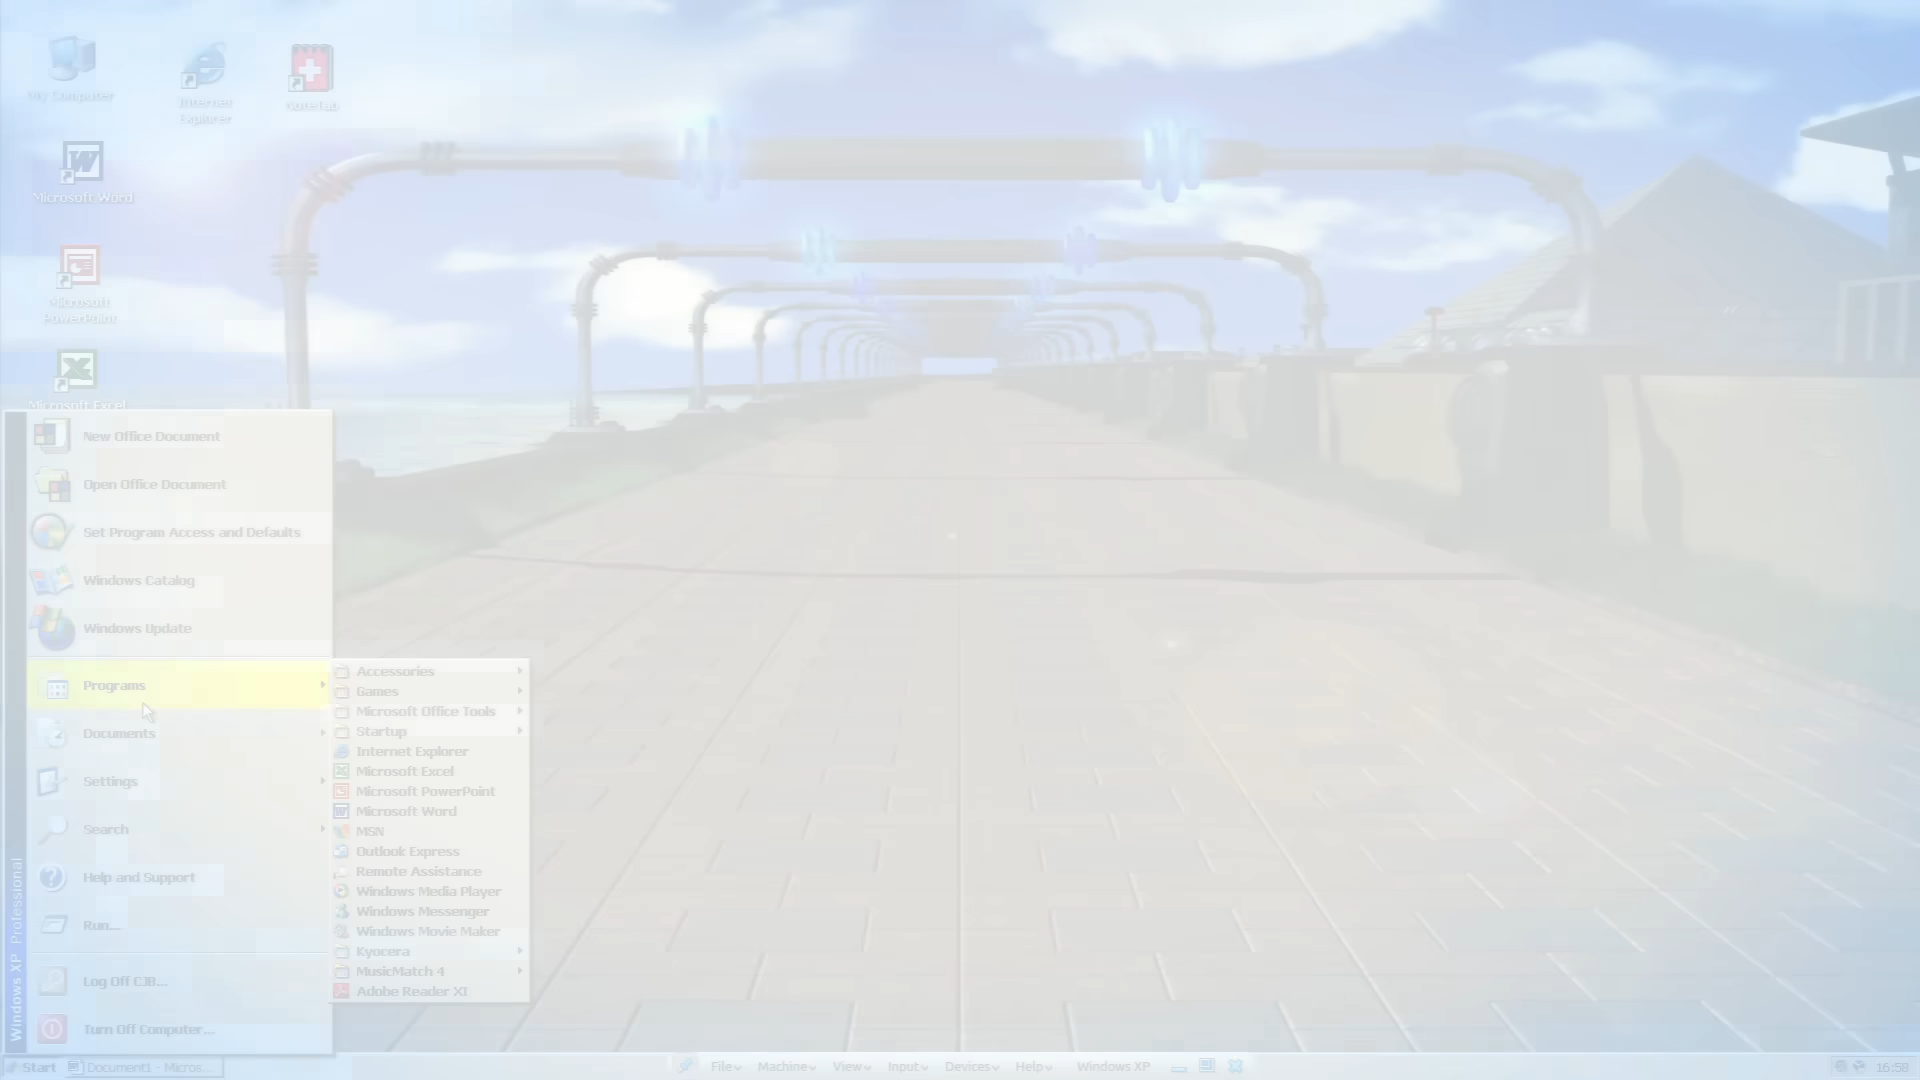 My Computer
Internet
Explorer
NoteTab
Microsoft Word
Microsoft
PowerPoint
Microsoft Excel
New Office Document
Open Office Document
Set Program Access and Defaults
Windows Catalog
Windows Update
Programs
Documents
Settings
Search
Help and Support
Run...
Log Off CJB...
Turn Off Computer...
Windows XP Professional
Accessories
Games
Microsoft Office Tools
Startup
Internet Explorer
Microsoft Excel
Microsoft PowerPoint
Microsoft Word
MSN
Outlook Express
Remote Assistance
Windows Media Player
Windows Messenger
Windows Movie Maker
Kyocera
MusicMatch 4
Adobe Reader XI
Start
Document1 - Micros...
File Machine View Input Devices Help Windows XP
16:58